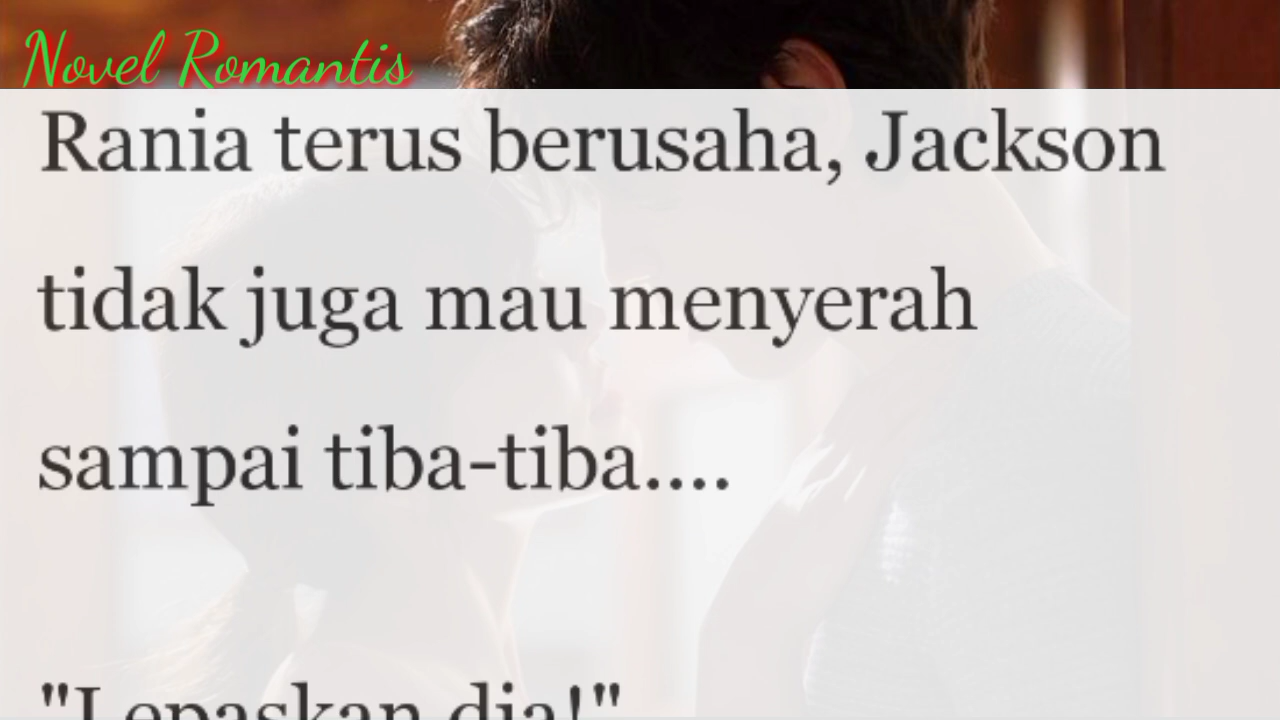 Novel Romantis
Rania terus berusaha, Jackson
tidak juga mau menyerah
sampai tiba-tiba....
"Lepaskan dia!"